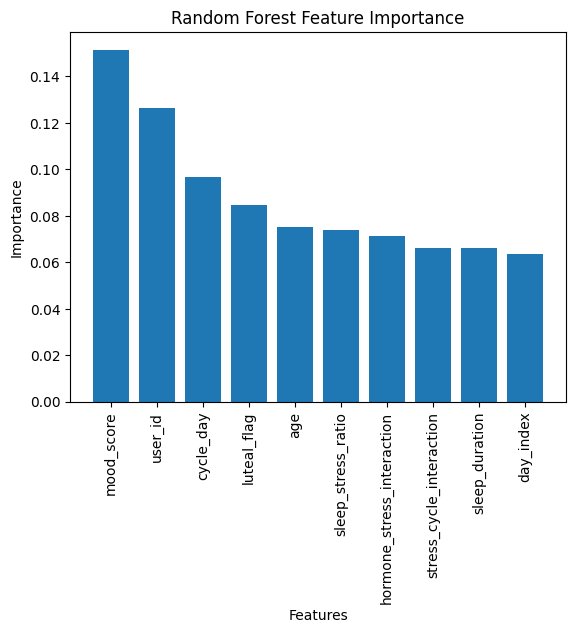 Random Forest Feature Importance
Importance
0.14
0.12
0.10
0.08
0.06
0.04
0.02
0.00
mood_score
user_id
cycle_day
luteal_flag
age
sleep_stress_ratio
hormone_stress_interaction
stress_cycle_interaction
sleep_duration
day_index
Features